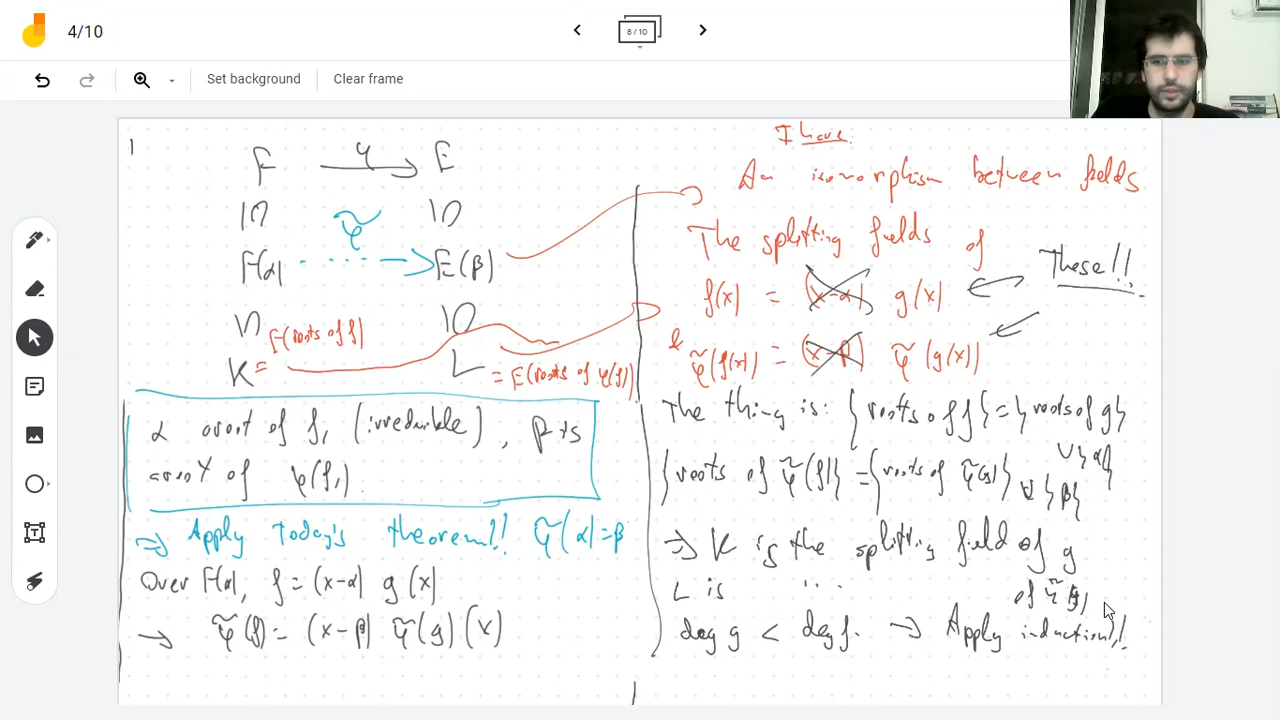 4/10
8 / 10
Set background
Clear frame
1
F φ→ E
I∩ φ̃ I∩
F(α) ····→ E(β)
I∩ I∩
K = F(roots of f) L = E(roots of φ(f))
α a root of f₁ (irreducible), β is
a root of φ(f₁)
⇒ Apply Today's theorem!! φ̃(α)=β
Over F(α), f = (x-α) g(x)
→ φ̃(f) = (x-β) φ̃(g)(x)
I have
An isomorphism between fields
The splitting fields of
These!!
f(x) = (x-α) g(x) ←
& φ̃(f(x)) = (x-β) φ̃(g(x)) ←
The thing is: {roots of f} = {roots of g}
∪{α}
{roots of φ̃(f)} = {roots of φ̃(g)} ∪ {β}
⇒ K is the splitting field of g
L is ·· ·· of φ̃(g)
deg g < deg f. → Apply induction!!